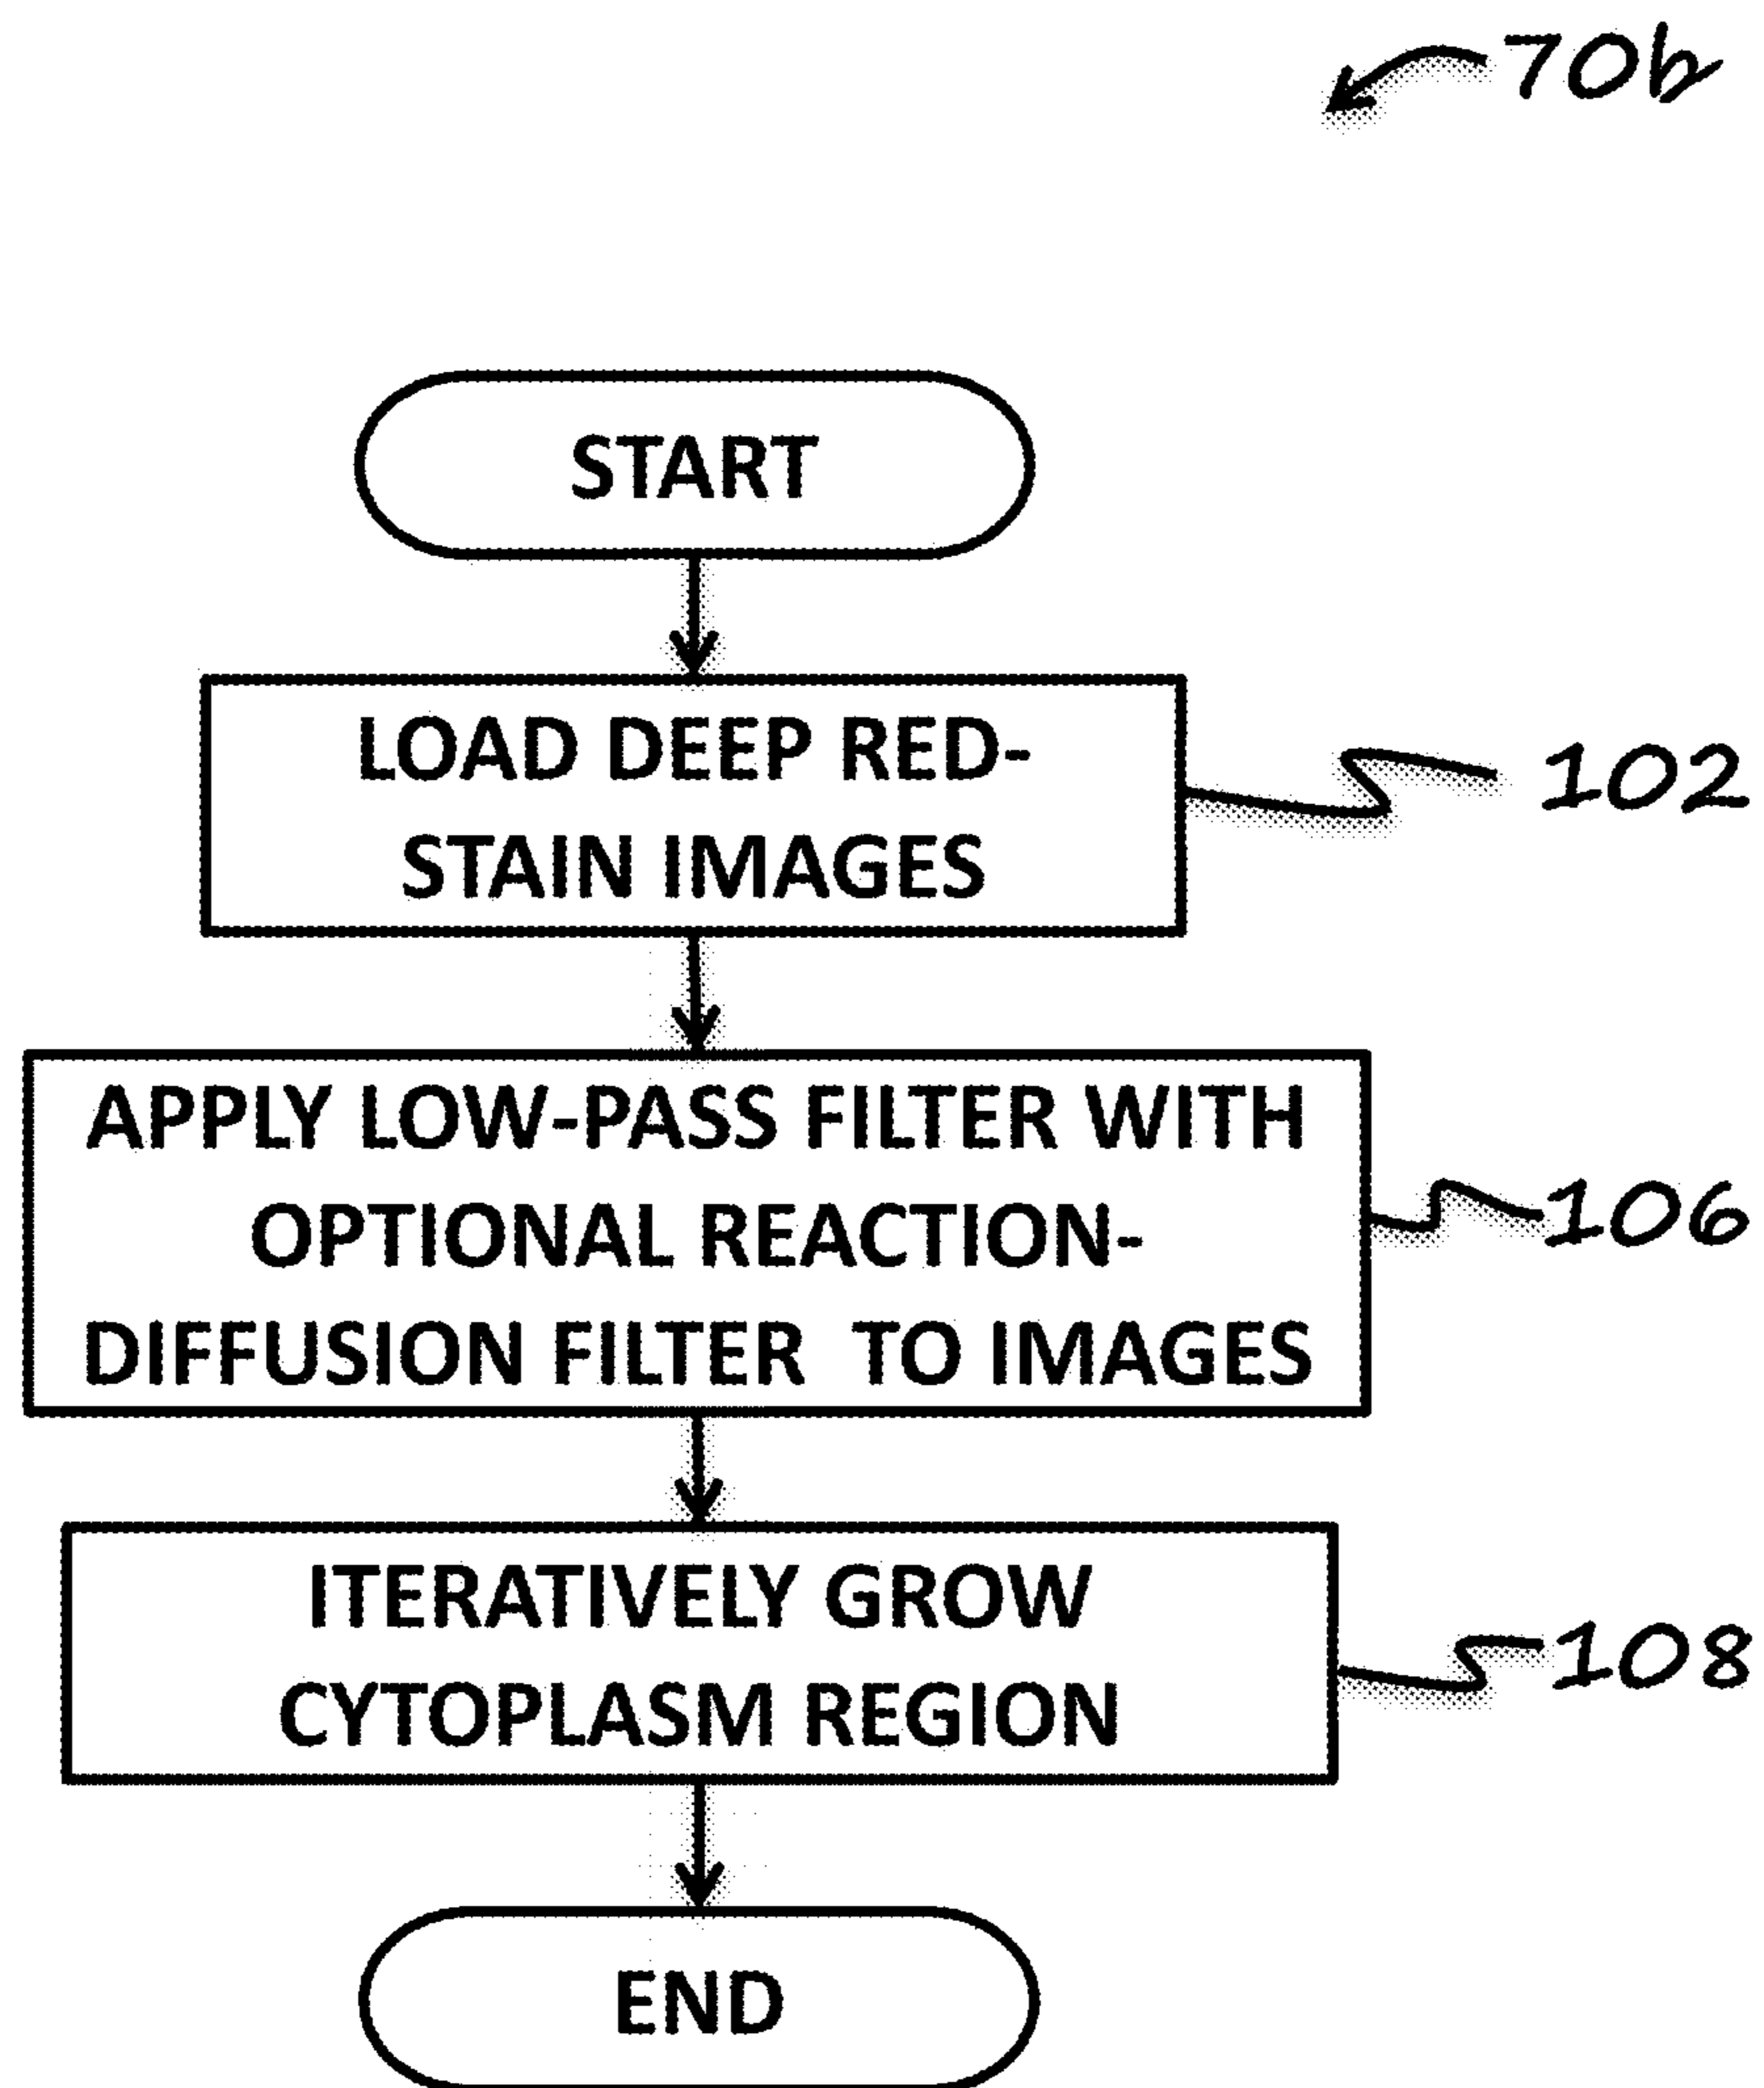 70b
START
LOAD DEEP RED-
STAIN IMAGES
102
APPLY LOW-PASS FILTER WITH
OPTIONAL REACTION-
DIFFUSION FILTER TO IMAGES
106
ITERATIVELY GROW
CYTOPLASM REGION
108
END